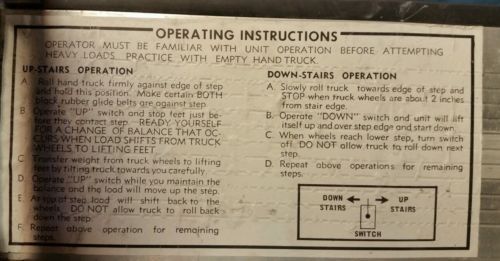 OPERATING INSTRUCTIONS
OPERATOR MUST BE FAMILIAR WITH UNIT OPERATION BEFORE ATTEMPTING
HEAVY LOADS. PRACTICE WITH EMPTY HAND TRUCK.
UP-STAIRS OPERATION
A. Roll hand truck firmly against edge of step
and hold this position. Make certain BOTH
black rubber glide belts are against step.
B. Operate "UP" switch and stop feet just be-
fore they contact step. READY YOURSELF
FOR A CHANGE OF BALANCE THAT OC-
CURS WHEN LOAD SHIFTS FROM TRUCK
WHEELS TO LIFTING FEET.
C. Transfer weight from truck wheels to lifting
feet by tilting truck towards you carefully.
D. Operate "UP" switch while you maintain the
balance and the load will move up the step.
E. At top of step load will shift back to the
wheels. DO NOT allow truck to roll back
down the step.
F. Repeat above operation for remaining
steps.
DOWN-STAIRS OPERATION
A. Slowly roll truck towards edge of step and
STOP when truck wheels are about 2 inches
from stair edge.
B. Operate "DOWN" switch and unit will lift
itself up and over step edge and start down.
C. When wheels reach lower step, turn switch
off. DO NOT allow truck to roll down next
step.
D. Repeat above operations for remaining
steps.
DOWN UP
STAIRS STAIRS
SWITCH